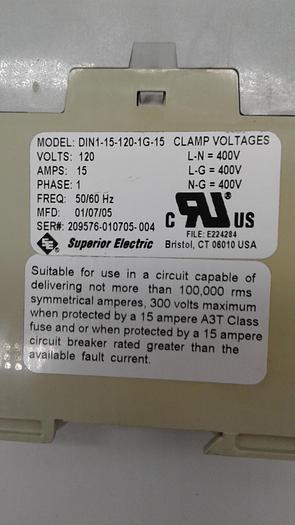 MODEL: DIN1-15-120-1G-15 CLAMP VOLTAGES
VOLTS: 120 L-N = 400V
AMPS: 15 L-G = 400V
PHASE: 1 N-G = 400V
FREQ: 50/60 Hz
MFD: 01/07/05
SER#: 209576-010705-004
C RU US
FILE: E224284
SE Superior Electric Bristol, CT 06010 USA
Suitable for use in a circuit capable of
delivering not more than 100,000 rms
symmetrical amperes, 300 volts maximum
when protected by a 15 ampere A3T Class
fuse and or when protected by a 15 ampere
circuit breaker rated greater than the
available fault current.